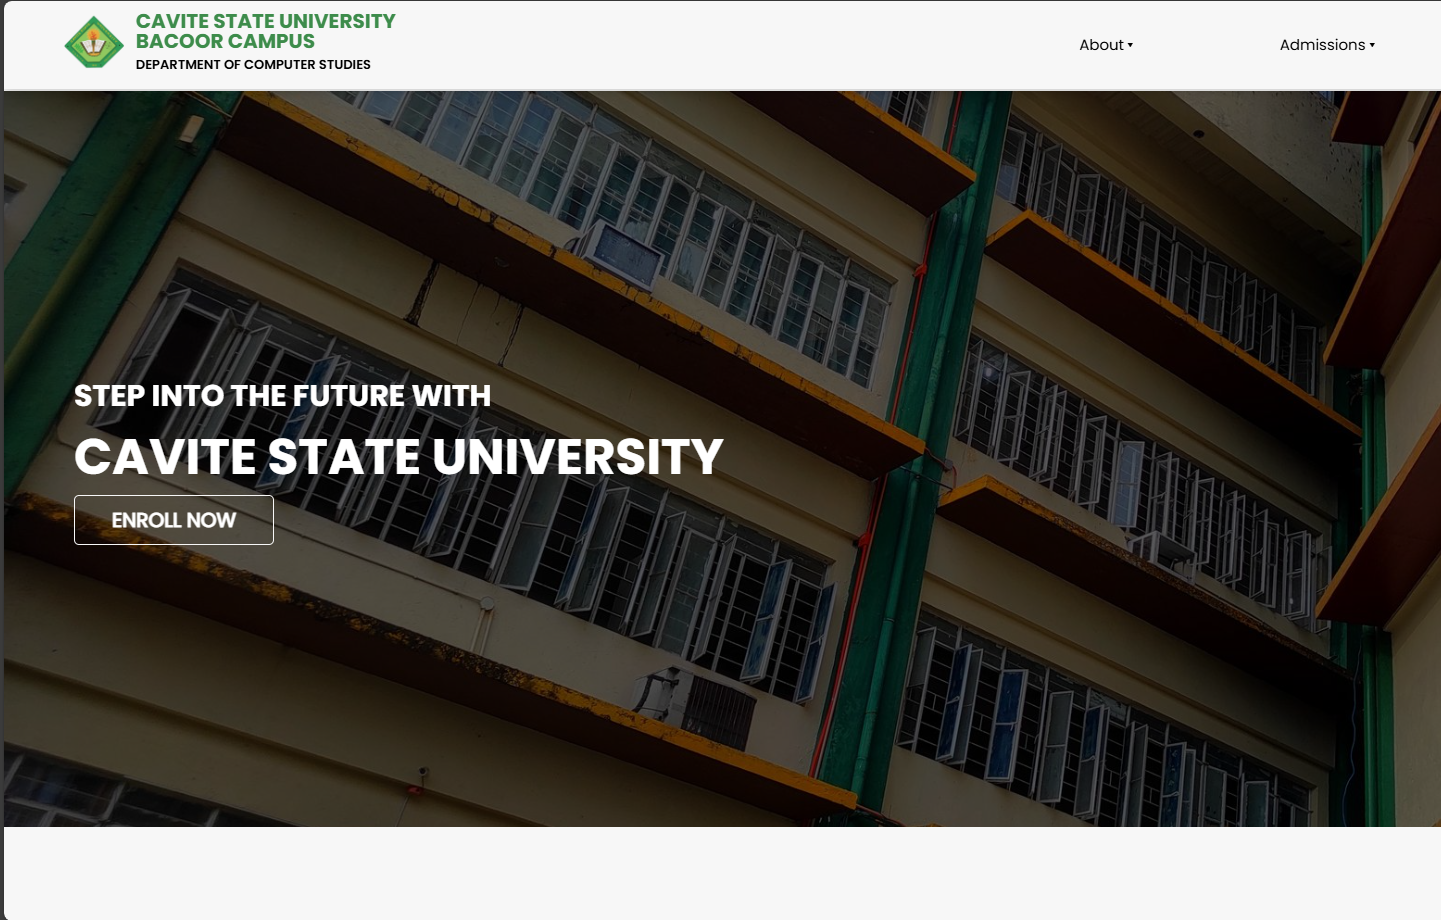 CAVITE STATE UNIVERSITY
BACOOR CAMPUS
DEPARTMENT OF COMPUTER STUDIES
About ▾
Admissions ▾
STEP INTO THE FUTURE WITH
CAVITE STATE UNIVERSITY
ENROLL NOW